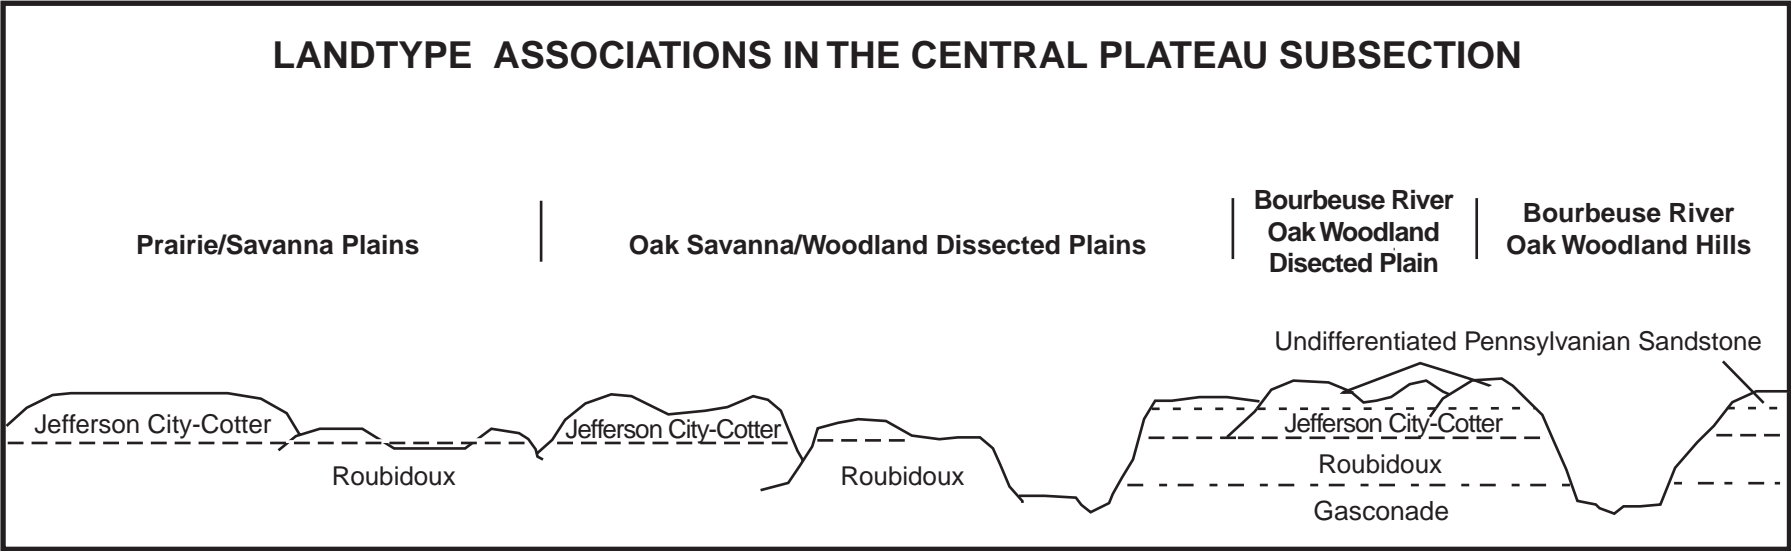 LANDTYPE ASSOCIATIONS IN THE CENTRAL PLATEAU SUBSECTION
Prairie/Savanna Plains
Oak Savanna/Woodland Dissected Plains
Bourbeuse River
Oak Woodland
Disected Plain
Bourbeuse River
Oak Woodland Hills
Undifferentiated Pennsylvanian Sandstone
Jefferson City-Cotter
Jefferson City-Cotter
Jefferson City-Cotter
Roubidoux
Roubidoux
Roubidoux
Gasconade